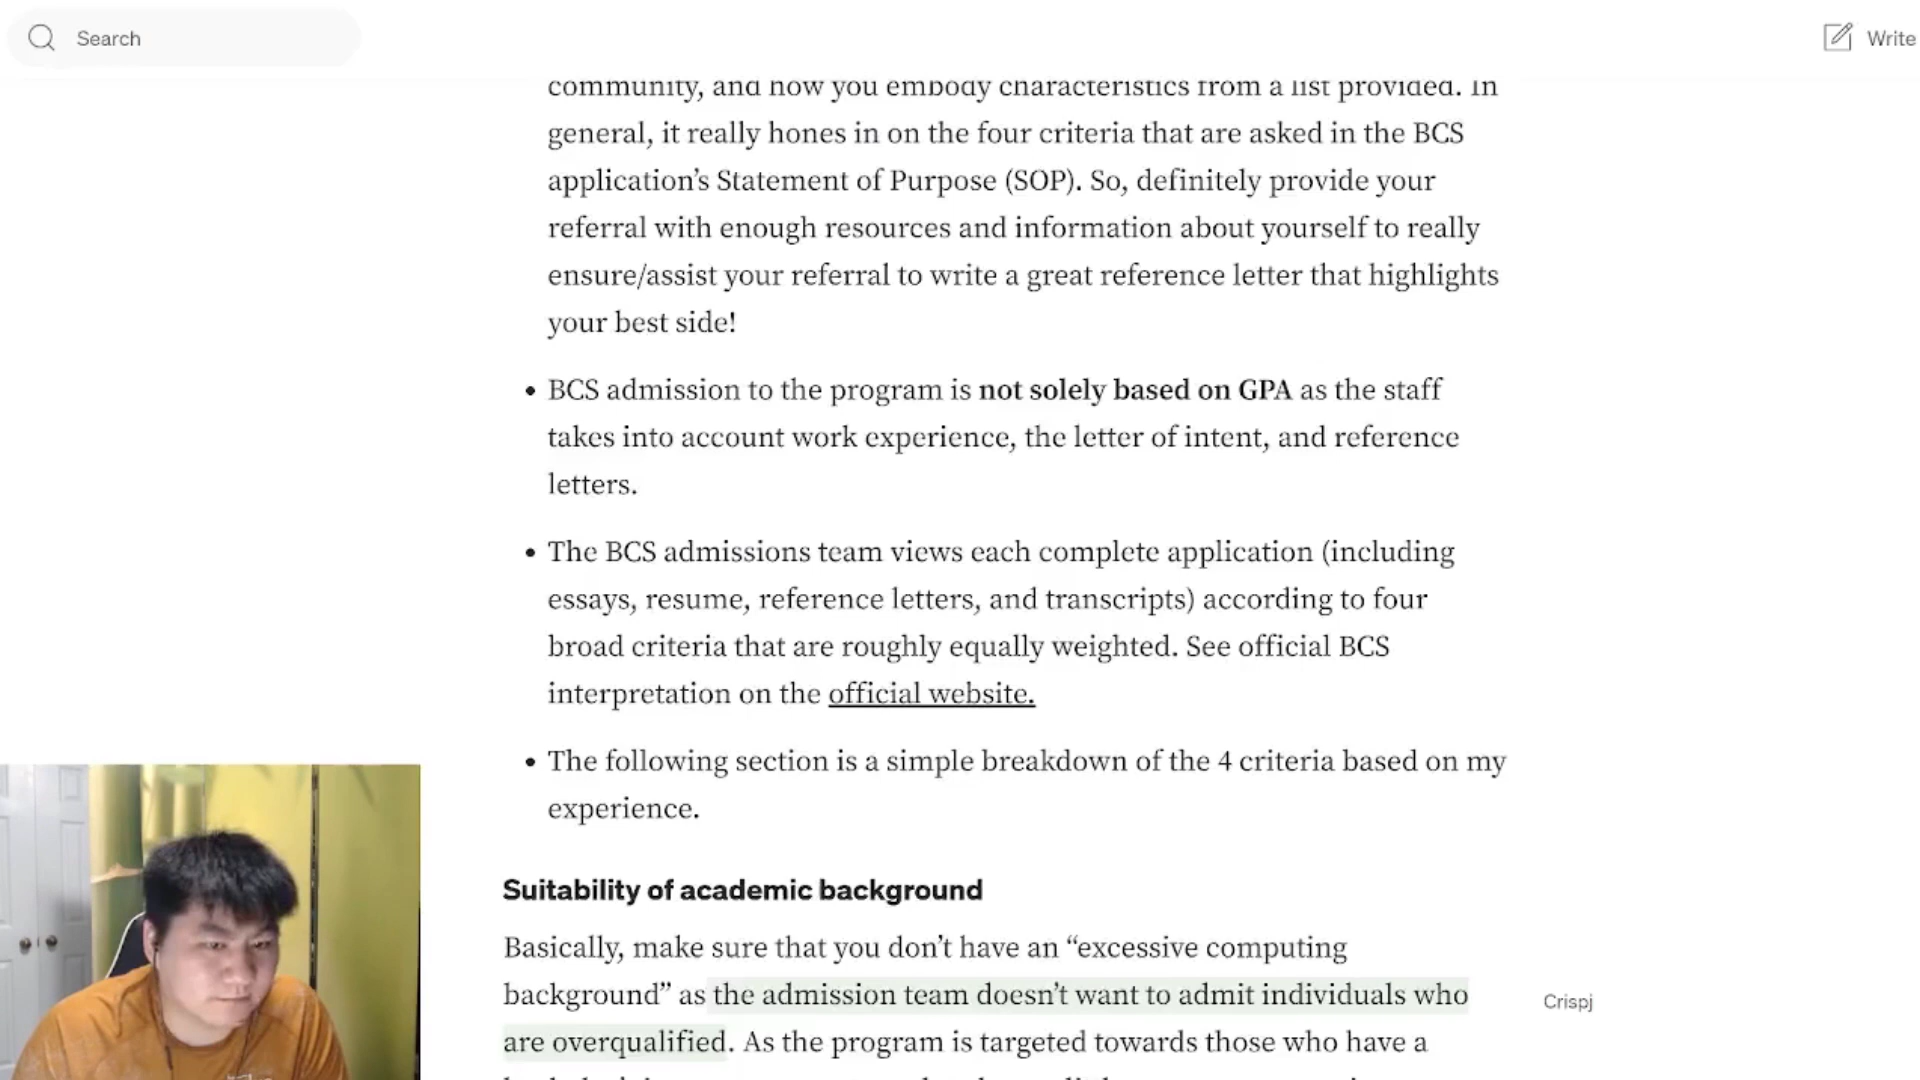 Search
Write
community, and how you embody characteristics from a list provided. In
general, it really hones in on the four criteria that are asked in the BCS
application’s Statement of Purpose (SOP). So, definitely provide your
referral with enough resources and information about yourself to really
ensure/assist your referral to write a great reference letter that highlights
your best side!
• BCS admission to the program is not solely based on GPA as the staff
takes into account work experience, the letter of intent, and reference
letters.
• The BCS admissions team views each complete application (including
essays, resume, reference letters, and transcripts) according to four
broad criteria that are roughly equally weighted. See official BCS
interpretation on the official website.
• The following section is a simple breakdown of the 4 criteria based on my
experience.
Suitability of academic background
Basically, make sure that you don’t have an “excessive computing
background” as the admission team doesn’t want to admit individuals who
Crispj
are overqualified. As the program is targeted towards those who have a